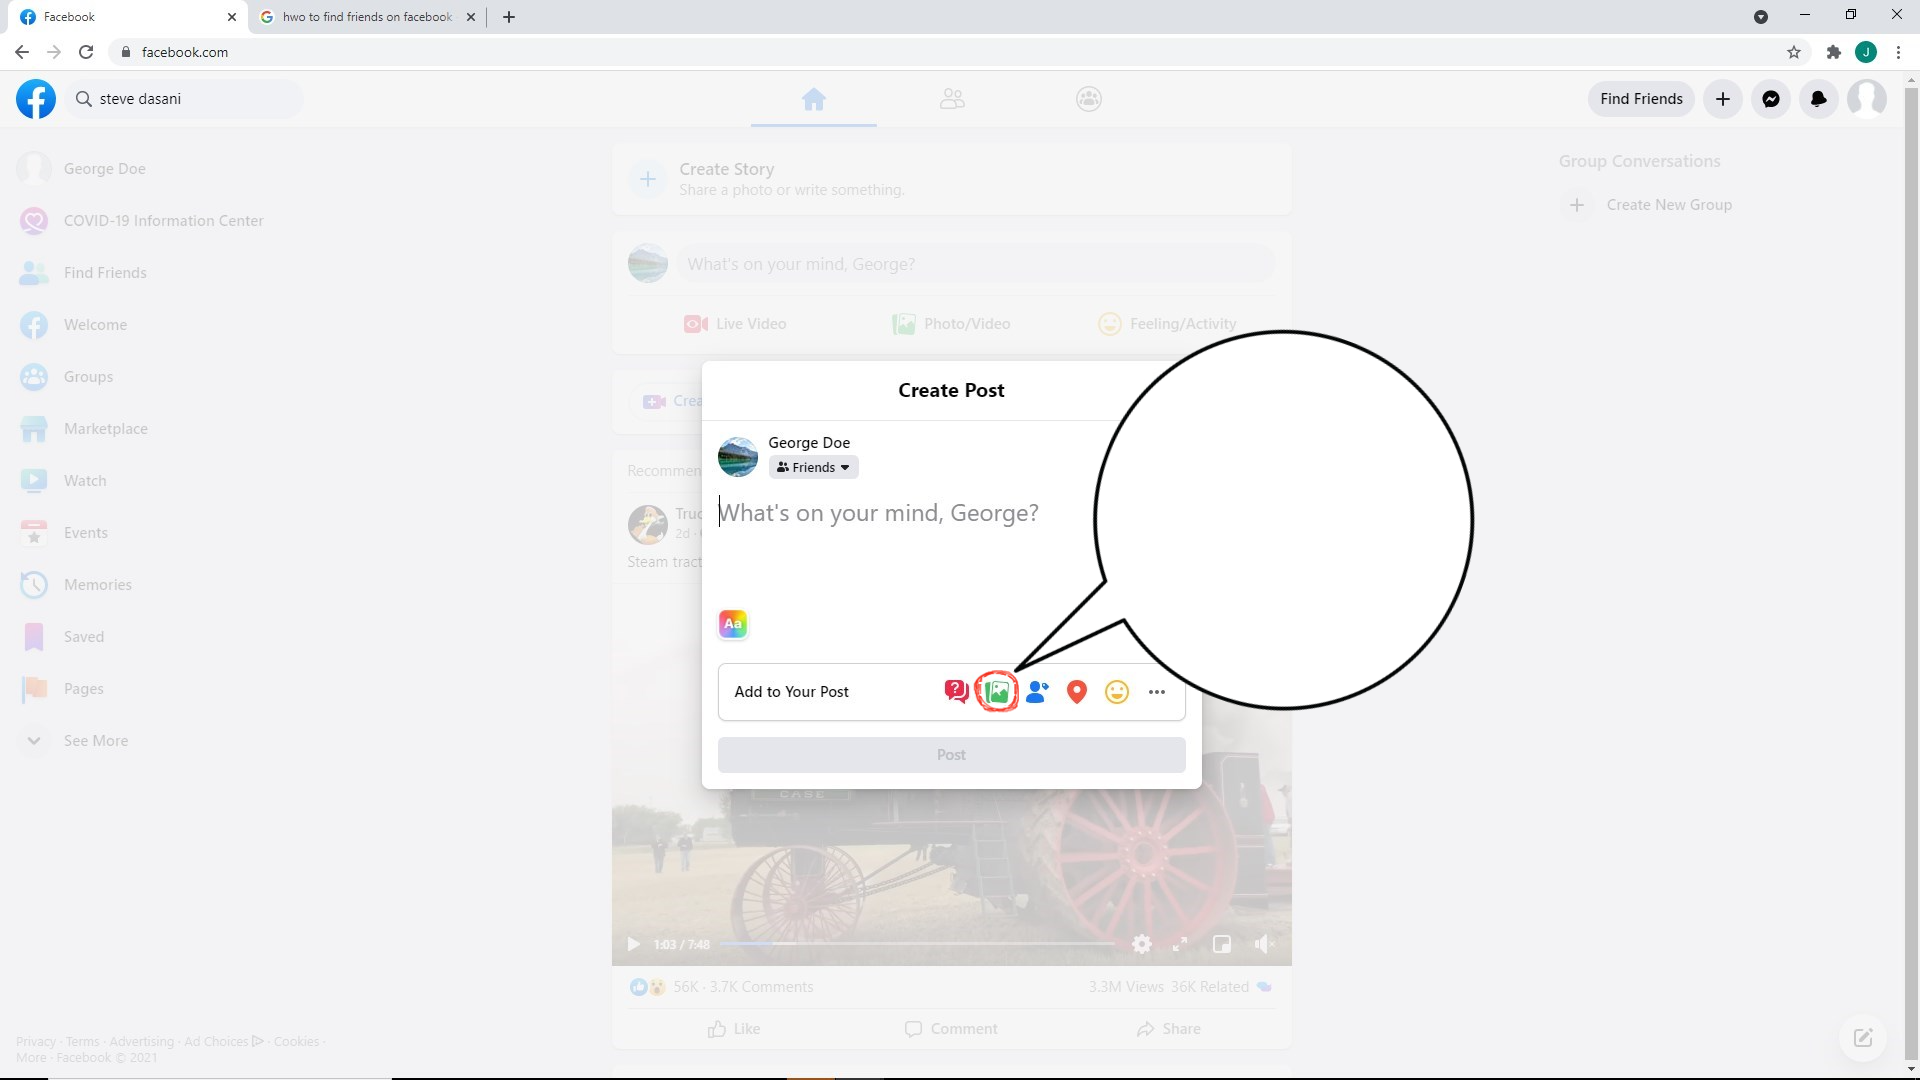 Facebook
hwo to find friends on facebook
facebook.com
J
steve dasani
Find Friends
George Doe
COVID-19 Information Center
Find Friends
Welcome
Groups
Marketplace
Watch
Events
Memories
Saved
Pages
See More
Privacy · Terms · Advertising · Ad Choices · Cookies ·
More · Facebook © 2021
Create Story
Share a photo or write something.
What's on your mind, George?
Live Video Photo/Video Feeling/Activity
Create Post
George Doe
Friends
What's on your mind, George?
Aa
Add to Your Post
Post
2d ·
CASE
1:03 / 7:48
56K · 3.7K Comments 3.3M Views 36K Related
Like Comment Share
Group Conversations
Create New Group